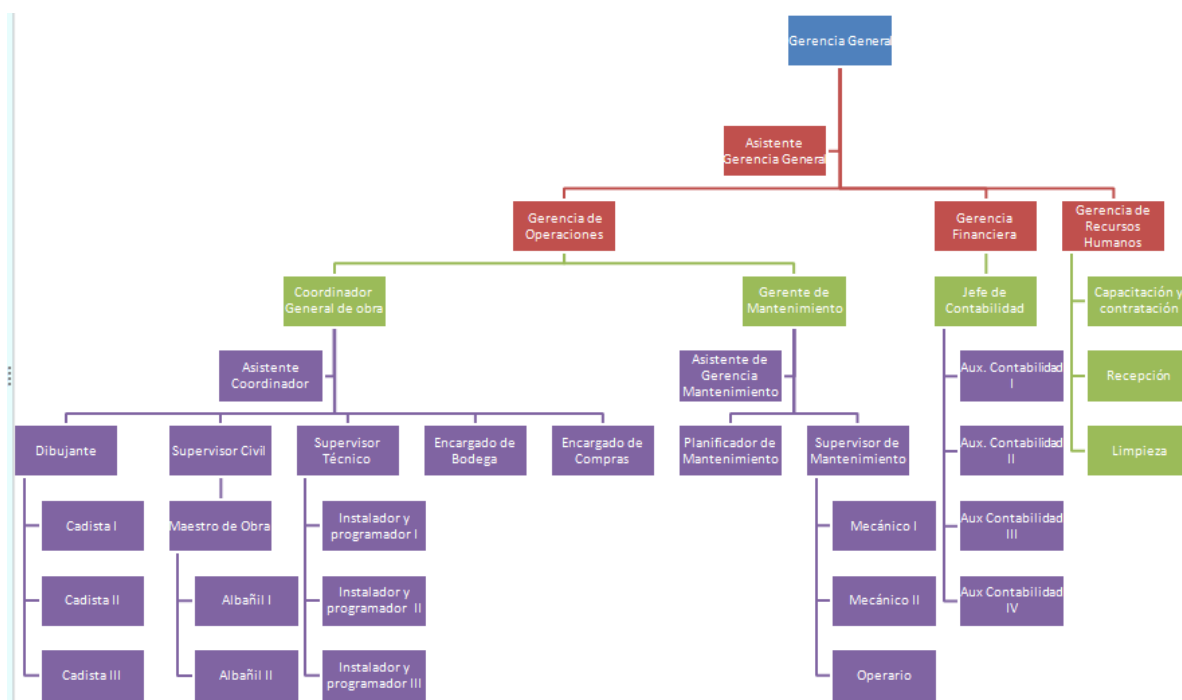 Gerencia General
Asistente
Gerencia General
Gerencia de
Operaciones
Gerencia
Financiera
Gerencia de
Recursos
Humanos
Coordinador
General de obra
Gerente de
Mantenimiento
Jefe de
Contabilidad
Capacitación y
contratación
Asistente
Coordinador
Asistente de
Gerencia
Mantenimiento
Aux. Contabilidad
I
Recepción
Dibujante
Supervisor Civil
Supervisor
Técnico
Encargado de
Bodega
Encargado de
Compras
Planificador de
Mantenimiento
Supervisor de
Mantenimiento
Aux. Contabilidad
II
Limpieza
Cadista I
Maestro de Obra
Instalador y
programador I
Mecánico I
Aux Contabilidad
III
Cadista II
Albañil I
Instalador y
programador II
Mecánico II
Aux Contabilidad
IV
Cadista III
Albañil II
Instalador y
programador III
Operario